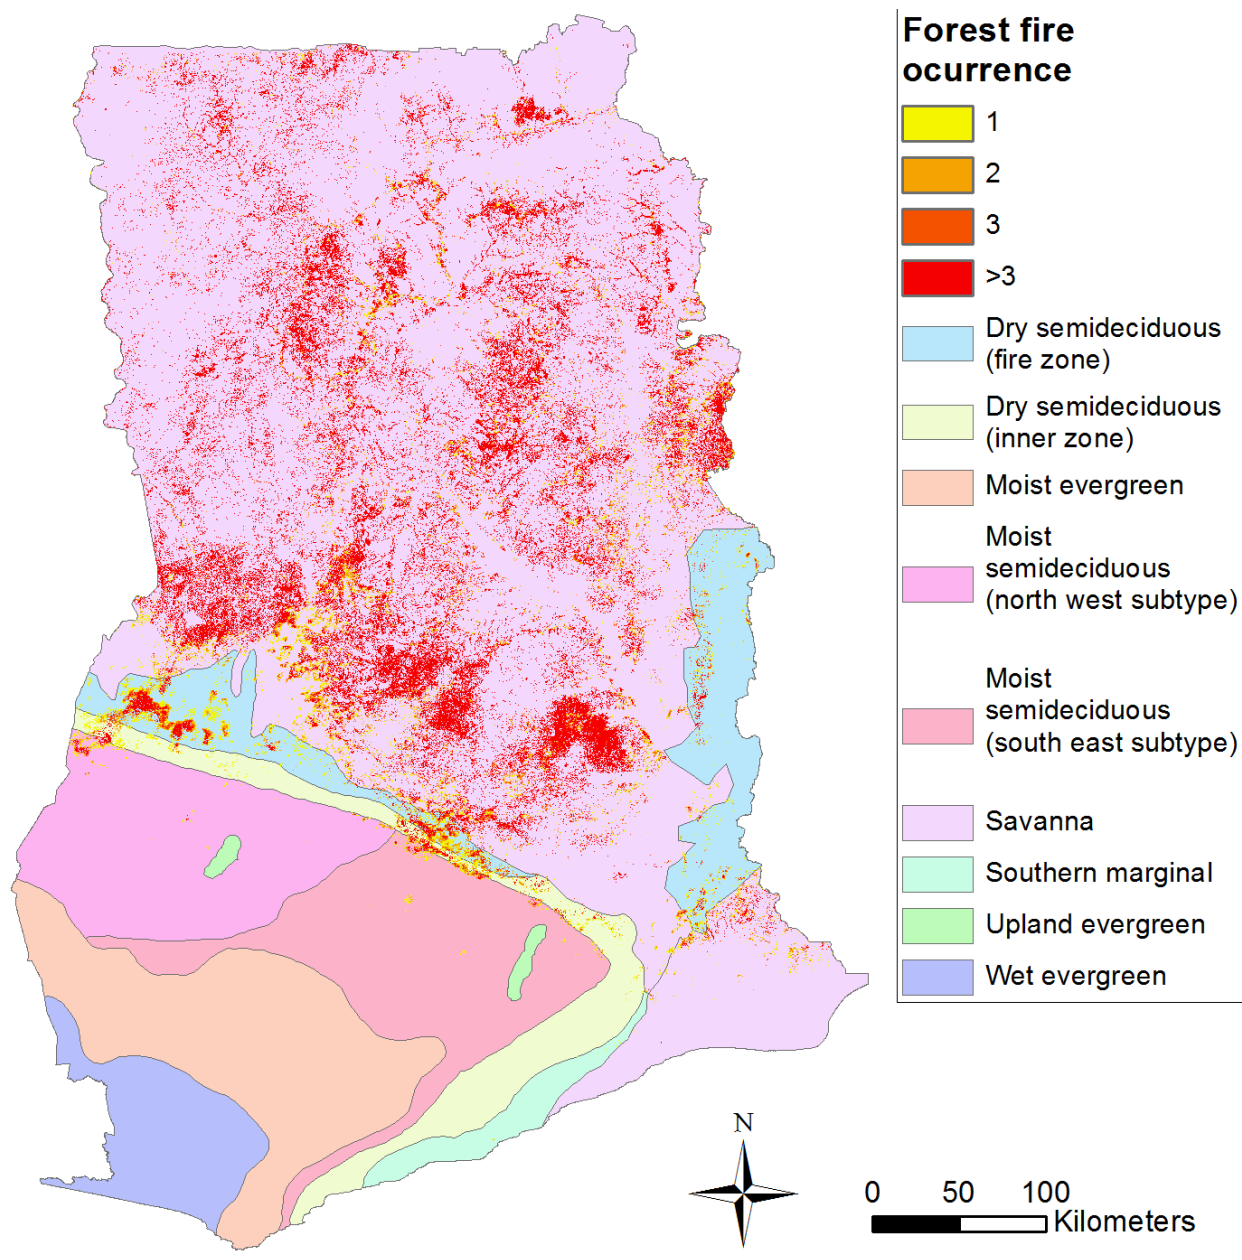 Forest fire
ocurrence
1
2
3
>3
Dry semideciduous
(fire zone)
Dry semideciduous
(inner zone)
Moist evergreen
Moist
semideciduous
(north west subtype)
Moist
semideciduous
(south east subtype)
Savanna
Southern marginal
Upland evergreen
Wet evergreen
N
0 50 100
Kilometers